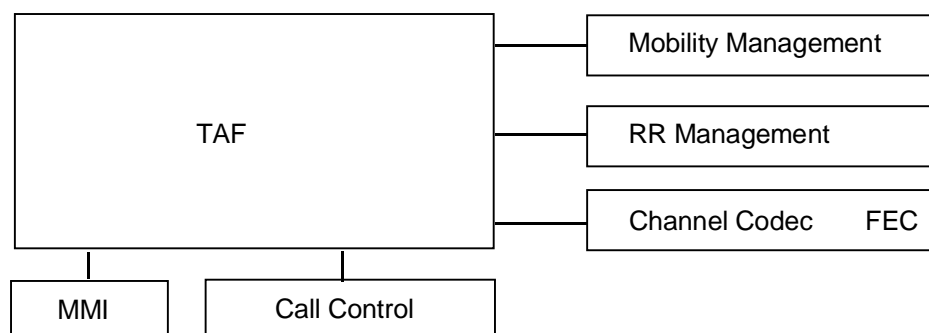 Mobility Management
TAF
RR Management
Channel Codec FEC
MMI
Call Control